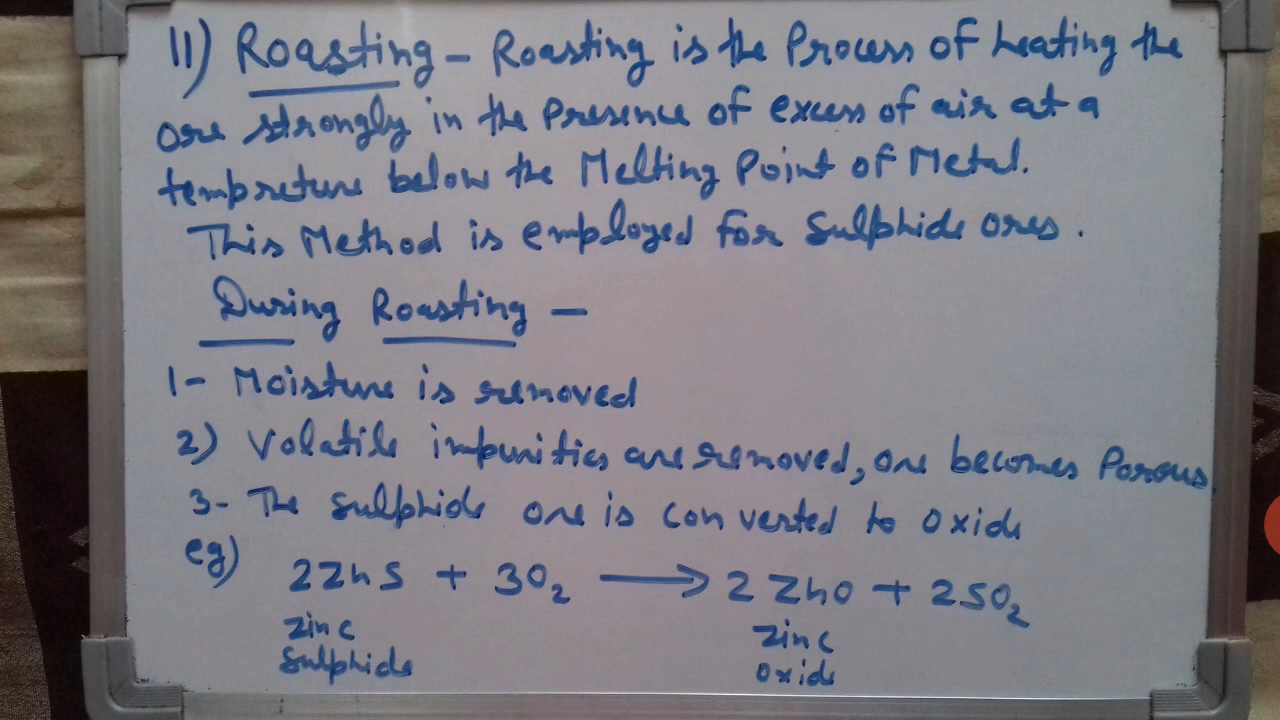 11) Roasting - Roasting is the Process of heating the
ore strongly in the Presence of excess of air at a
tempreture below the Melting Point of Metal.
This Method is employed for Sulphide ores.
During Roasting -
1- Moisture is removed
2) Volatile impurities are removed, ore becomes Porous
3- The Sulphide ore is converted to oxide
eg)
2ZnS + 3O₂ ⟶ 2ZnO + 2SO₂
Zinc Zinc
Sulphide oxide